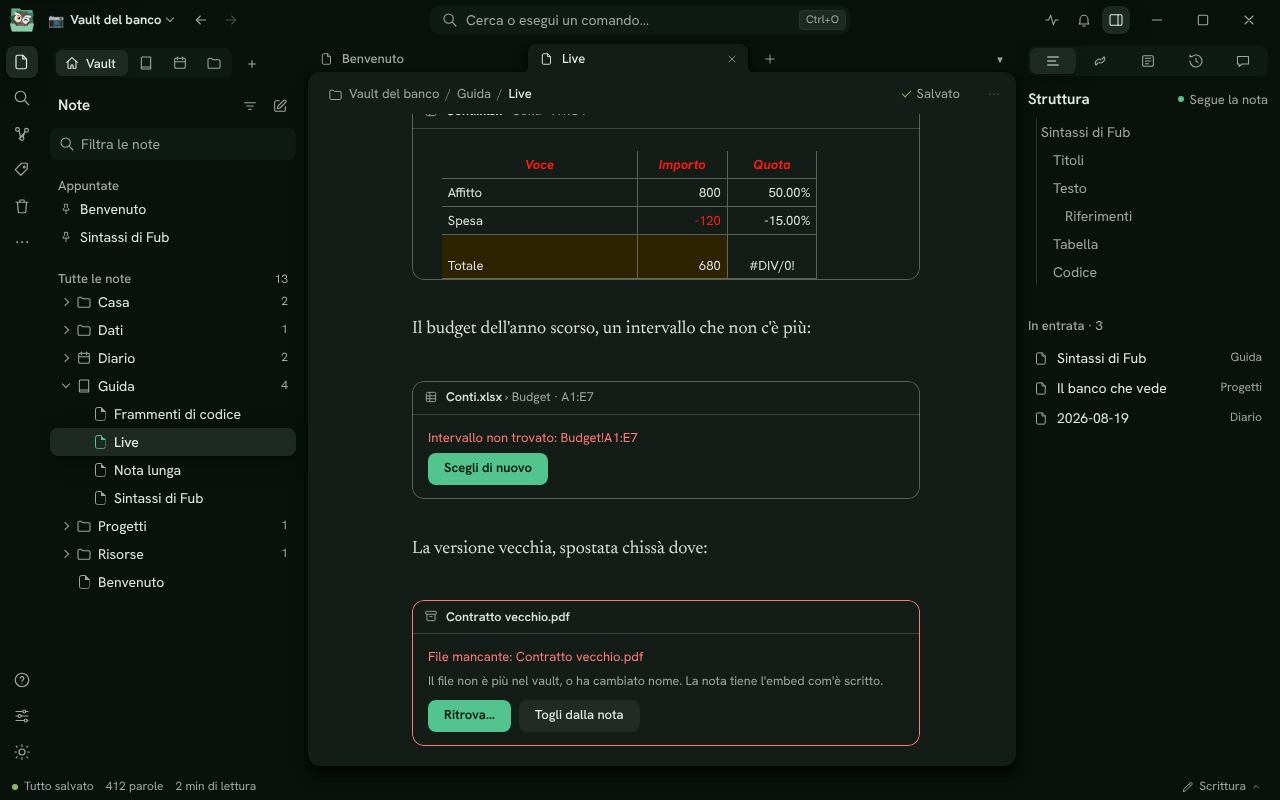 Vault del banco
Cerca o esegui un comando...
Ctrl+O
Vault
Note
Filtra le note
Appuntate
Benvenuto
Sintassi di Fub
Tutte le note 13
Casa 2
Dati 1
Diario 2
Guida 4
Frammenti di codice
Live
Nota lunga
Sintassi di Fub
Progetti 1
Risorse 1
Benvenuto
Tutto salvato 412 parole 2 min di lettura
Benvenuto
Live
Vault del banco / Guida / Live
Salvato
Voce Importo Quota
Affitto 800 50.00%
Spesa -120 -15.00%
Totale 680 #DIV/0!
Il budget dell'anno scorso, un intervallo che non c'è più:
Conti.xlsx › Budget · A1:E7
Intervallo non trovato: Budget!A1:E7
Scegli di nuovo
La versione vecchia, spostata chissà dove:
Contratto vecchio.pdf
File mancante: Contratto vecchio.pdf
Il file non è più nel vault, o ha cambiato nome. La nota tiene l'embed com'è scritto.
Ritrova...
Togli dalla nota
Struttura
Segue la nota
Sintassi di Fub
Titoli
Testo
Riferimenti
Tabella
Codice
In entrata · 3
Sintassi di Fub Guida
Il banco che vede Progetti
2026-08-19 Diario
Scrittura